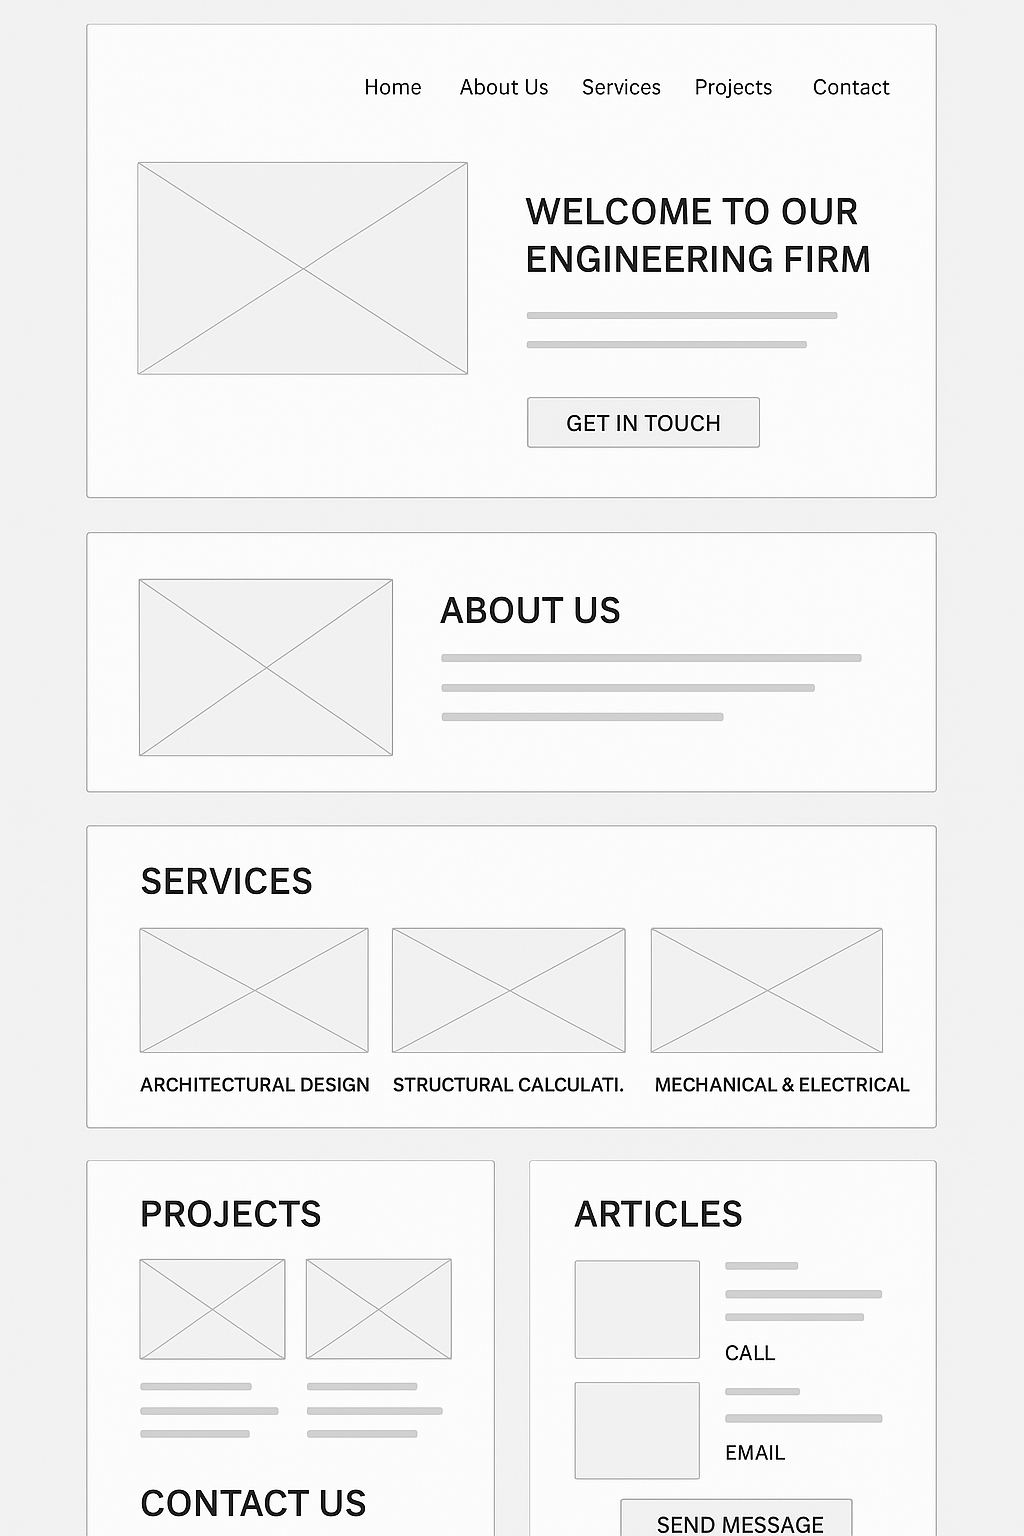 Home About Us Services Projects Contact
WELCOME TO OUR
ENGINEERING FIRM
GET IN TOUCH
ABOUT US
SERVICES
ARCHITECTURAL DESIGN
STRUCTURAL CALCULATI.
MECHANICAL & ELECTRICAL
PROJECTS
CONTACT US
ARTICLES
CALL
EMAIL
SEND MESSAGE